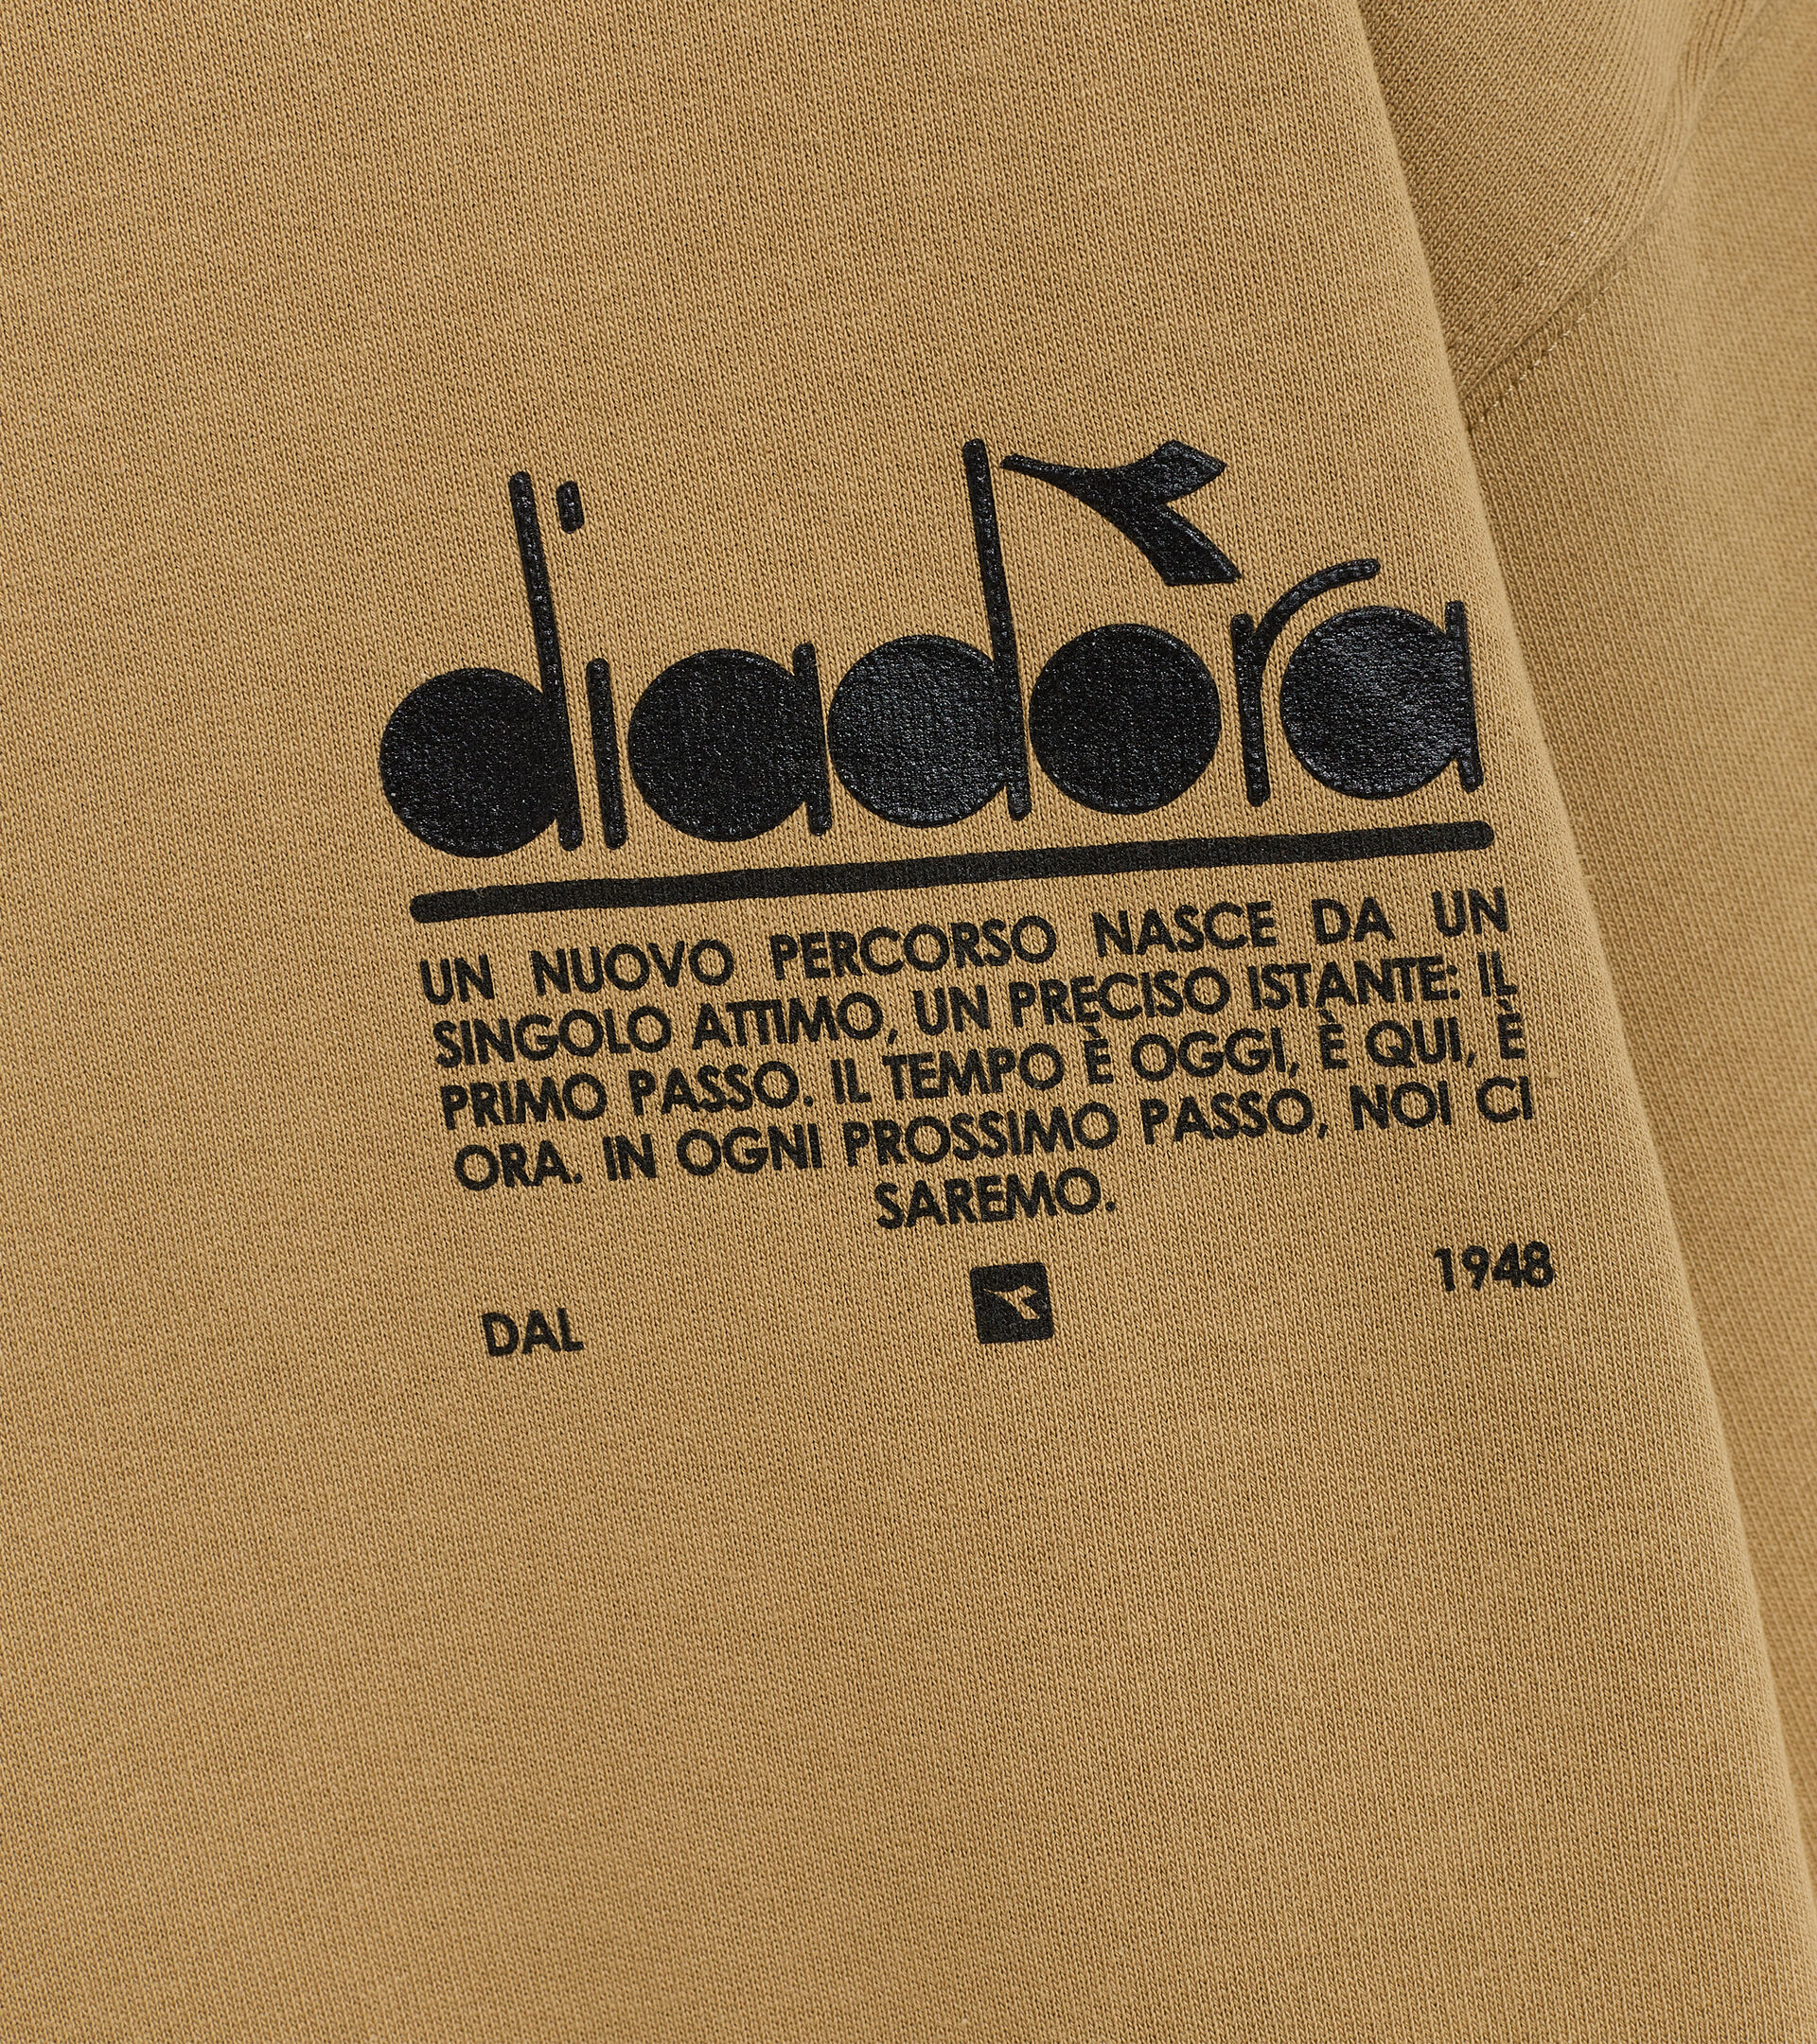 diadora
UN NUOVO PERCORSO NASCE DA UN
SINGOLO ATTIMO, UN PRECISO ISTANTE: IL
PRIMO PASSO. IL TEMPO È OGGI, È QUI, È
ORA. IN OGNI PROSSIMO PASSO, NOI CI
SAREMO.
DAL 1948